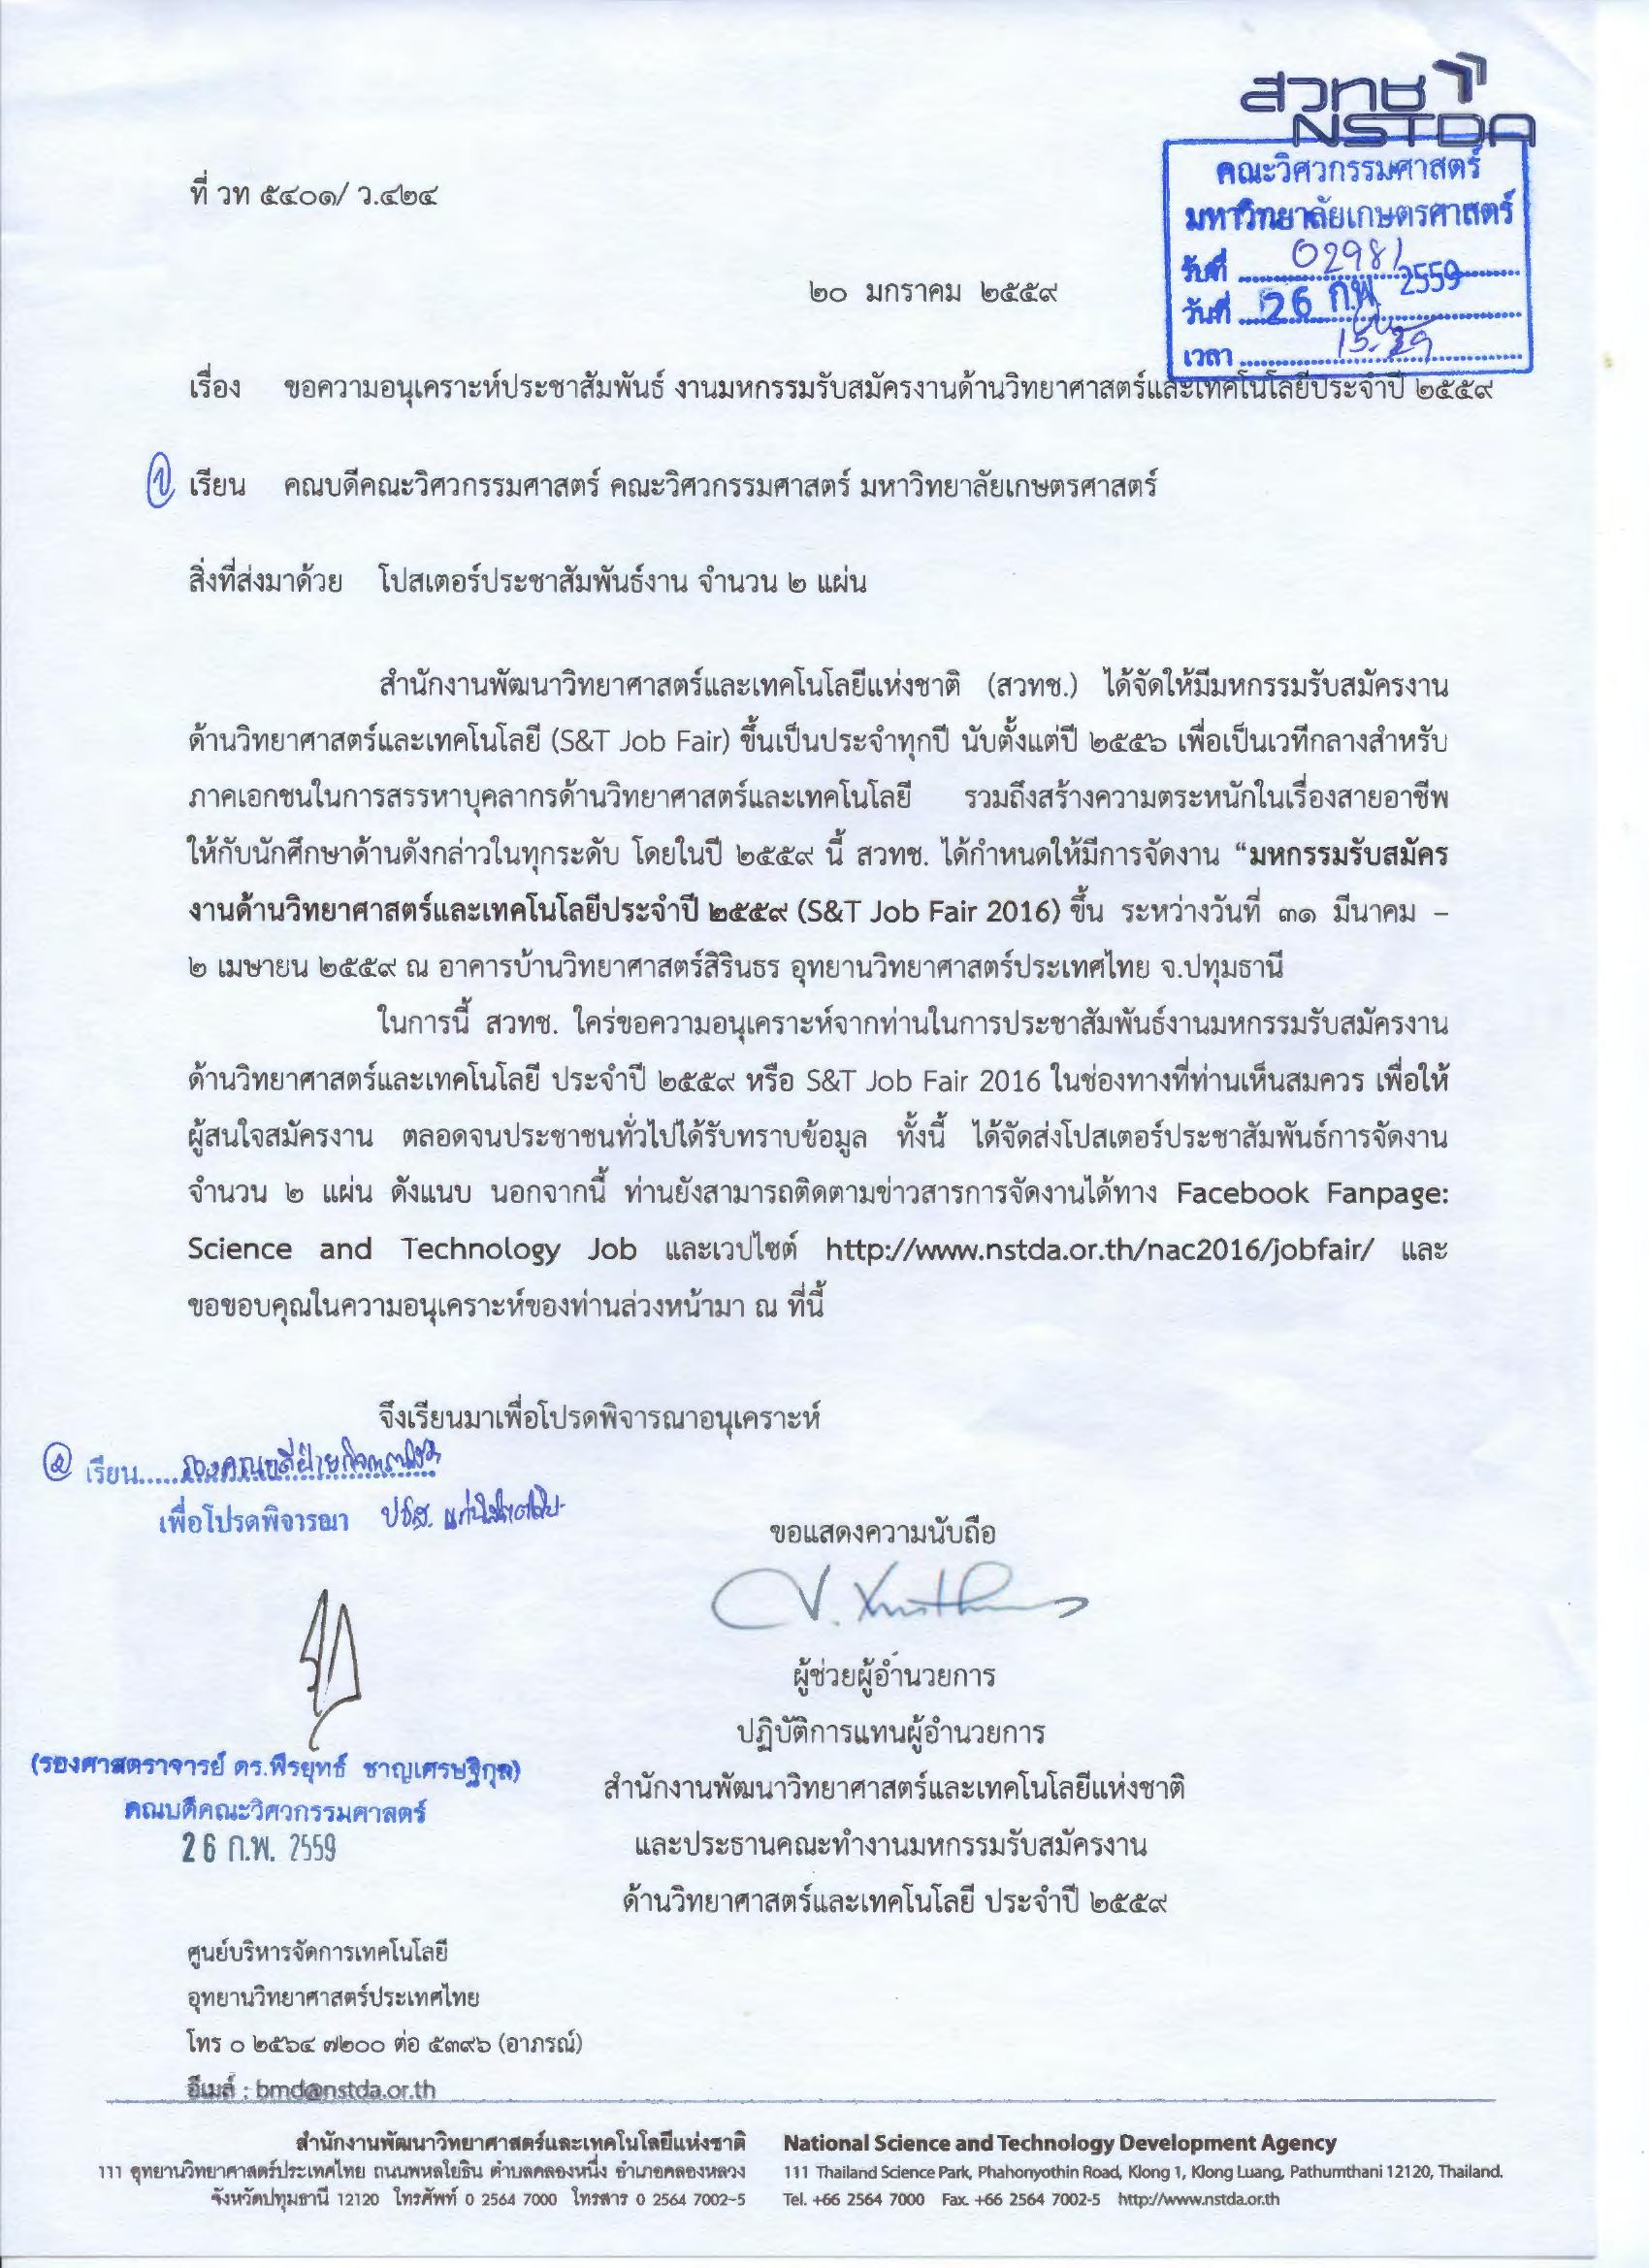 สวทช
NSTDA
คณะวิศวกรรมศาสตร์
มหาวิทยาลัยเกษตรศาสตร์
รับที่ 02981
วันที่ 26 ก.พ. 2559
เวลา 15.29
ที่ วท ๕๔๐๑/ ว.๔๒๔
๒๐ มกราคม ๒๕๕๙
เรื่อง ขอความอนุเคราะห์ประชาสัมพันธ์ งานมหกรรมรับสมัครงานด้านวิทยาศาสตร์และเทคโนโลยีประจำปี ๒๕๕๙
๑ เรียน คณบดีคณะวิศวกรรมศาสตร์ คณะวิศวกรรมศาสตร์ มหาวิทยาลัยเกษตรศาสตร์
สิ่งที่ส่งมาด้วย โปสเตอร์ประชาสัมพันธ์งาน จำนวน ๒ แผ่น
สำนักงานพัฒนาวิทยาศาสตร์และเทคโนโลยีแห่งชาติ (สวทช.) ได้จัดให้มีมหกรรมรับสมัครงาน
ด้านวิทยาศาสตร์และเทคโนโลยี (S&T Job Fair) ขึ้นเป็นประจำทุกปี นับตั้งแต่ปี ๒๕๕๖ เพื่อเป็นเวทีกลางสำหรับ
ภาคเอกชนในการสรรหาบุคลากรด้านวิทยาศาสตร์และเทคโนโลยี รวมถึงสร้างความตระหนักในเรื่องสายอาชีพ
ให้กับนักศึกษาด้านดังกล่าวในทุกระดับ โดยในปี ๒๕๕๙ นี้ สวทช. ได้กำหนดให้มีการจัดงาน “มหกรรมรับสมัคร
งานด้านวิทยาศาสตร์และเทคโนโลยีประจำปี ๒๕๕๙ (S&T Job Fair 2016) ขึ้น ระหว่างวันที่ ๓๑ มีนาคม –
๒ เมษายน ๒๕๕๙ ณ อาคารบ้านวิทยาศาสตร์สิรินธร อุทยานวิทยาศาสตร์ประเทศไทย จ.ปทุมธานี
ในการนี้ สวทช. ใคร่ขอความอนุเคราะห์จากท่านในการประชาสัมพันธ์งานมหกรรมรับสมัครงาน
ด้านวิทยาศาสตร์และเทคโนโลยี ประจำปี ๒๕๕๙ หรือ S&T Job Fair 2016 ในช่องทางที่ท่านเห็นสมควร เพื่อให้
ผู้สนใจสมัครงาน ตลอดจนประชาชนทั่วไปได้รับทราบข้อมูล ทั้งนี้ ได้จัดส่งโปสเตอร์ประชาสัมพันธ์การจัดงาน
จำนวน ๒ แผ่น ดังแนบ นอกจากนี้ ท่านยังสามารถติดตามข่าวสารการจัดงานได้ทาง Facebook Fanpage:
Science and Technology Job และเวปไซต์ http://www.nstda.or.th/nac2016/jobfair/ และ
ขอขอบคุณในความอนุเคราะห์ของท่านล่วงหน้ามา ณ ที่นี้
จึงเรียนมาเพื่อโปรดพิจารณาอนุเคราะห์
๒ เรียน รองคณบดีฝ่ายกิจการนิสิต
เพื่อโปรดพิจารณา ปชส.
ขอแสดงความนับถือ
ผู้ช่วยผู้อำนวยการ
ปฏิบัติการแทนผู้อำนวยการ
สำนักงานพัฒนาวิทยาศาสตร์และเทคโนโลยีแห่งชาติ
และประธานคณะทำงานมหกรรมรับสมัครงาน
ด้านวิทยาศาสตร์และเทคโนโลยี ประจำปี ๒๕๕๙
(รองศาสตราจารย์ ดร.พีรยุทธ์ ชาญเศรษฐิกุล)
คณบดีคณะวิศวกรรมศาสตร์
26 ก.พ. 2559
ศูนย์บริหารจัดการเทคโนโลยี
อุทยานวิทยาศาสตร์ประเทศไทย
โทร ๐ ๒๕๖๔ ๗๒๐๐ ต่อ ๕๓๙๖ (อาภรณ์)
อีเมล์ : bmd@nstda.or.th
สำนักงานพัฒนาวิทยาศาสตร์และเทคโนโลยีแห่งชาติ
111 อุทยานวิทยาศาสตร์ประเทศไทย ถนนพหลโยธิน ตำบลคลองหนึ่ง อำเภอคลองหลวง
จังหวัดปทุมธานี 12120 โทรศัพท์ 0 2564 7000 โทรสาร 0 2564 7002-5
National Science and Technology Development Agency
111 Thailand Science Park, Phahonyothin Road, Klong 1, Klong Luang, Pathumthani 12120, Thailand.
Tel. +66 2564 7000 Fax. +66 2564 7002-5 http://www.nstda.or.th